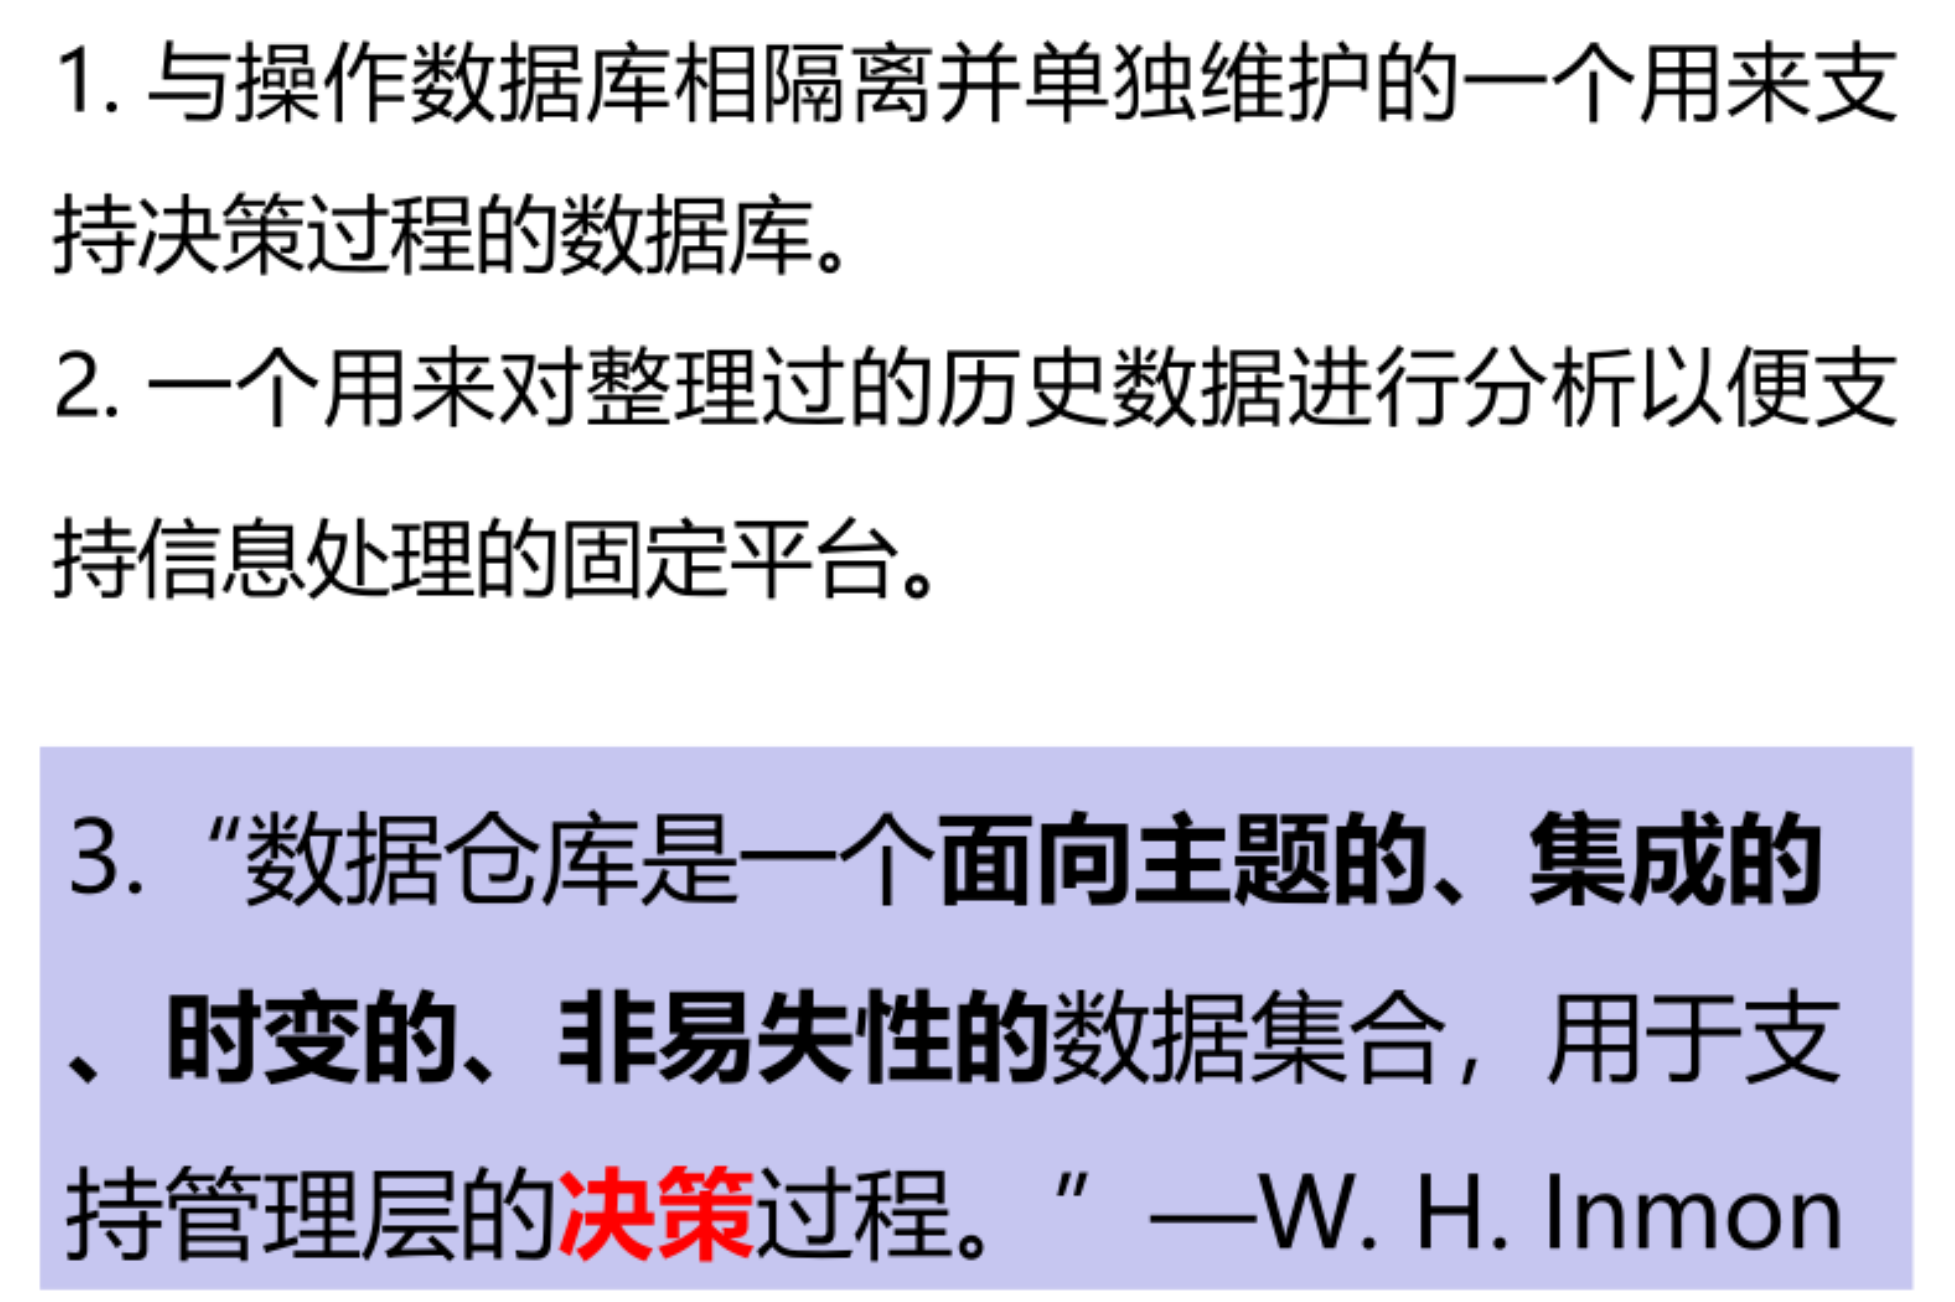 1. 与操作数据库相隔离并单独维护的一个用来支
持决策过程的数据库。
2. 一个用来对整理过的历史数据进行分析以便支
持信息处理的固定平台。
3. “数据仓库是一个面向主题的、集成的
、时变的、非易失性的数据集合，用于支
持管理层的决策过程。” —W. H. Inmon